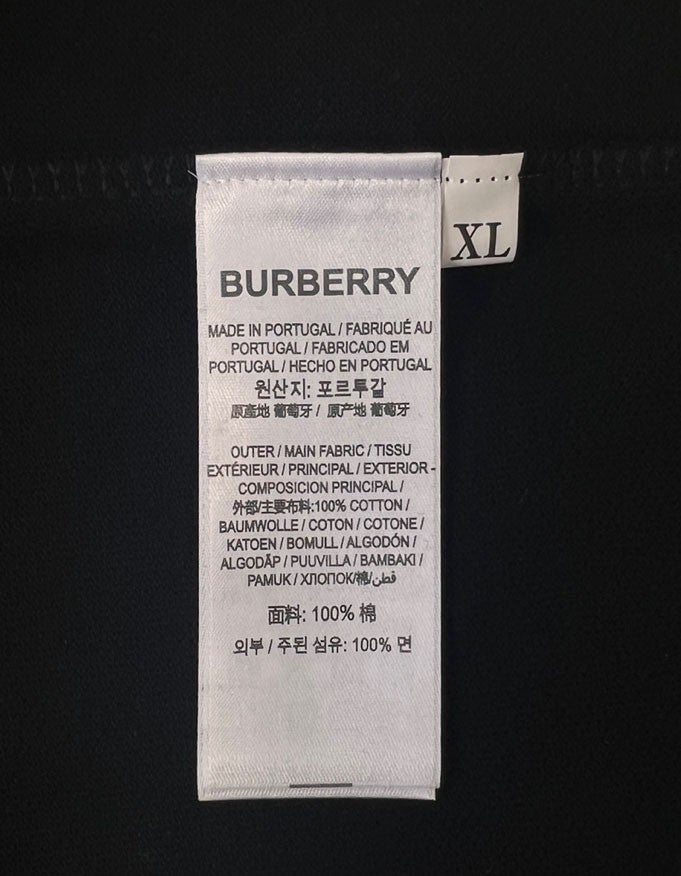 XL
BURBERRY
MADE IN PORTUGAL / FABRIQUÉ AU
PORTUGAL / FABRICADO EM
PORTUGAL / HECHO EN PORTUGAL
원산지: 포르투갈
原產地 葡萄牙 / 原产地 葡萄牙
OUTER / MAIN FABRIC / TISSU
EXTÉRIEUR / PRINCIPAL / EXTERIOR -
COMPOSICION PRINCIPAL /
外部/主要布料:100% COTTON /
BAUMWOLLE / COTON / COTONE /
KATOEN / BOMULL / ALGODÓN /
ALGODÃP / PUUVILLA / BAMBAKI /
PAMUK / ХЛОПОК/棉/قطن
面料: 100% 棉
외부 / 주된 섬유: 100% 면